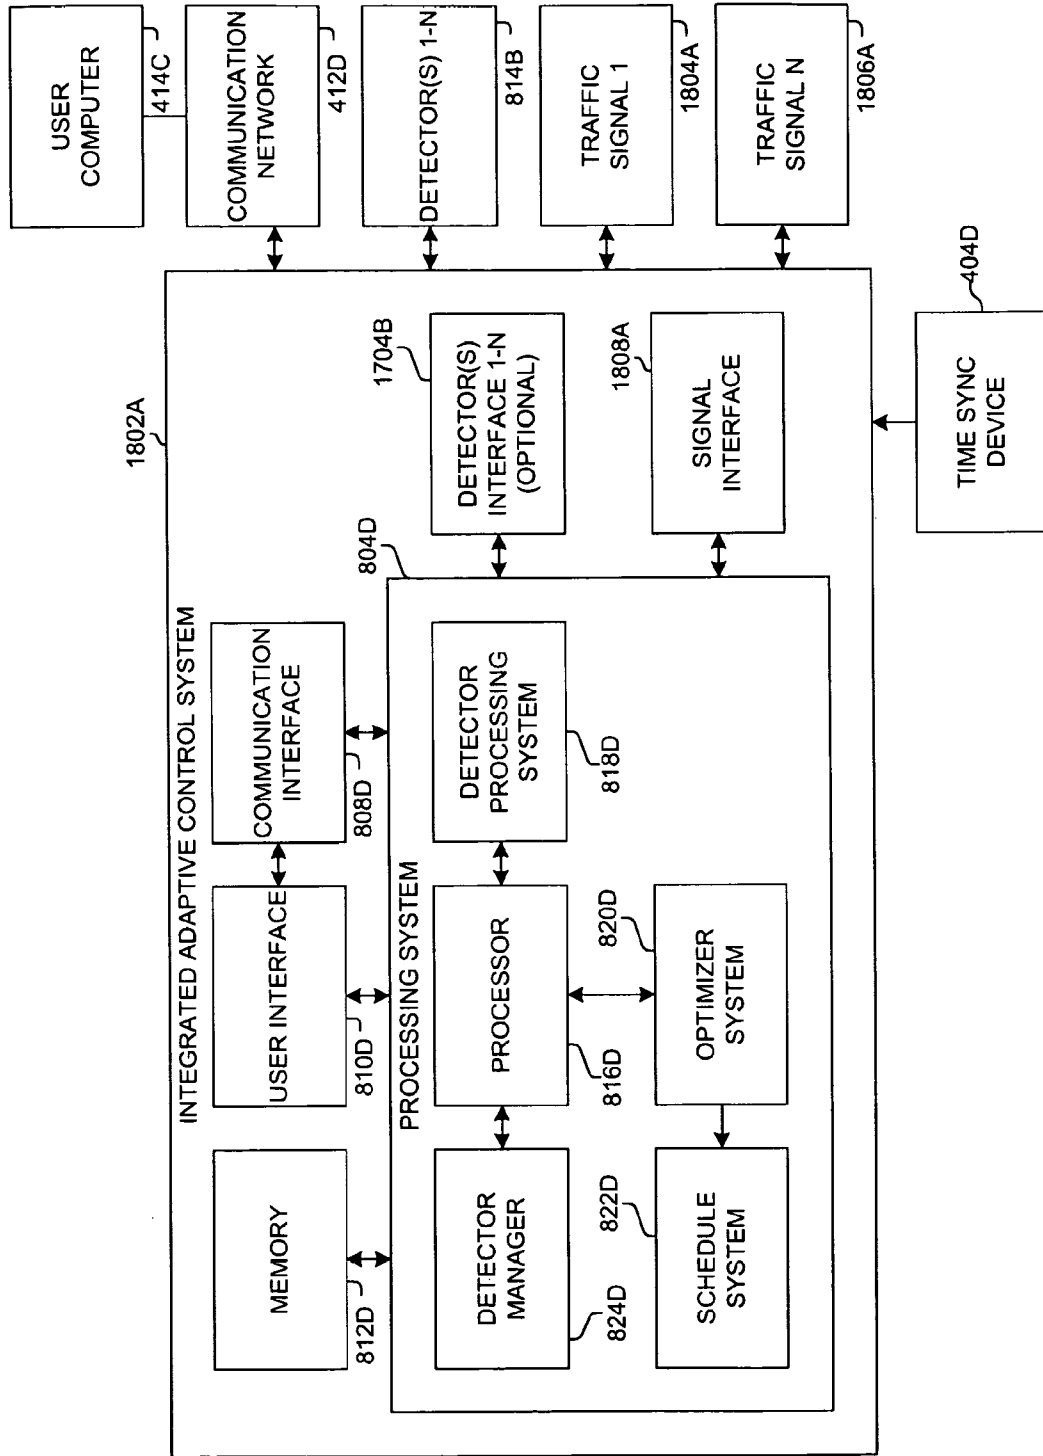 INTEGRATED ADAPTIVE CONTROL SYSTEM
1802A
MEMORY
812D
USER INTERFACE
810D
COMMUNICATION
INTERFACE
808D
PROCESSING SYSTEM
804D
DETECTOR
MANAGER
824D
PROCESSOR
816D
DETECTOR
PROCESSING
SYSTEM
818D
SCHEDULE
SYSTEM
822D
OPTIMIZER
SYSTEM
820D
DETECTOR(S)
INTERFACE 1-N
(OPTIONAL)
1704B
SIGNAL
INTERFACE
1808A
USER
COMPUTER
414C
COMMUNICATION
NETWORK
412D
DETECTOR(S) 1-N
814B
TRAFFIC
SIGNAL 1
1804A
TRAFFIC
SIGNAL N
1806A
TIME SYNC
DEVICE
404D